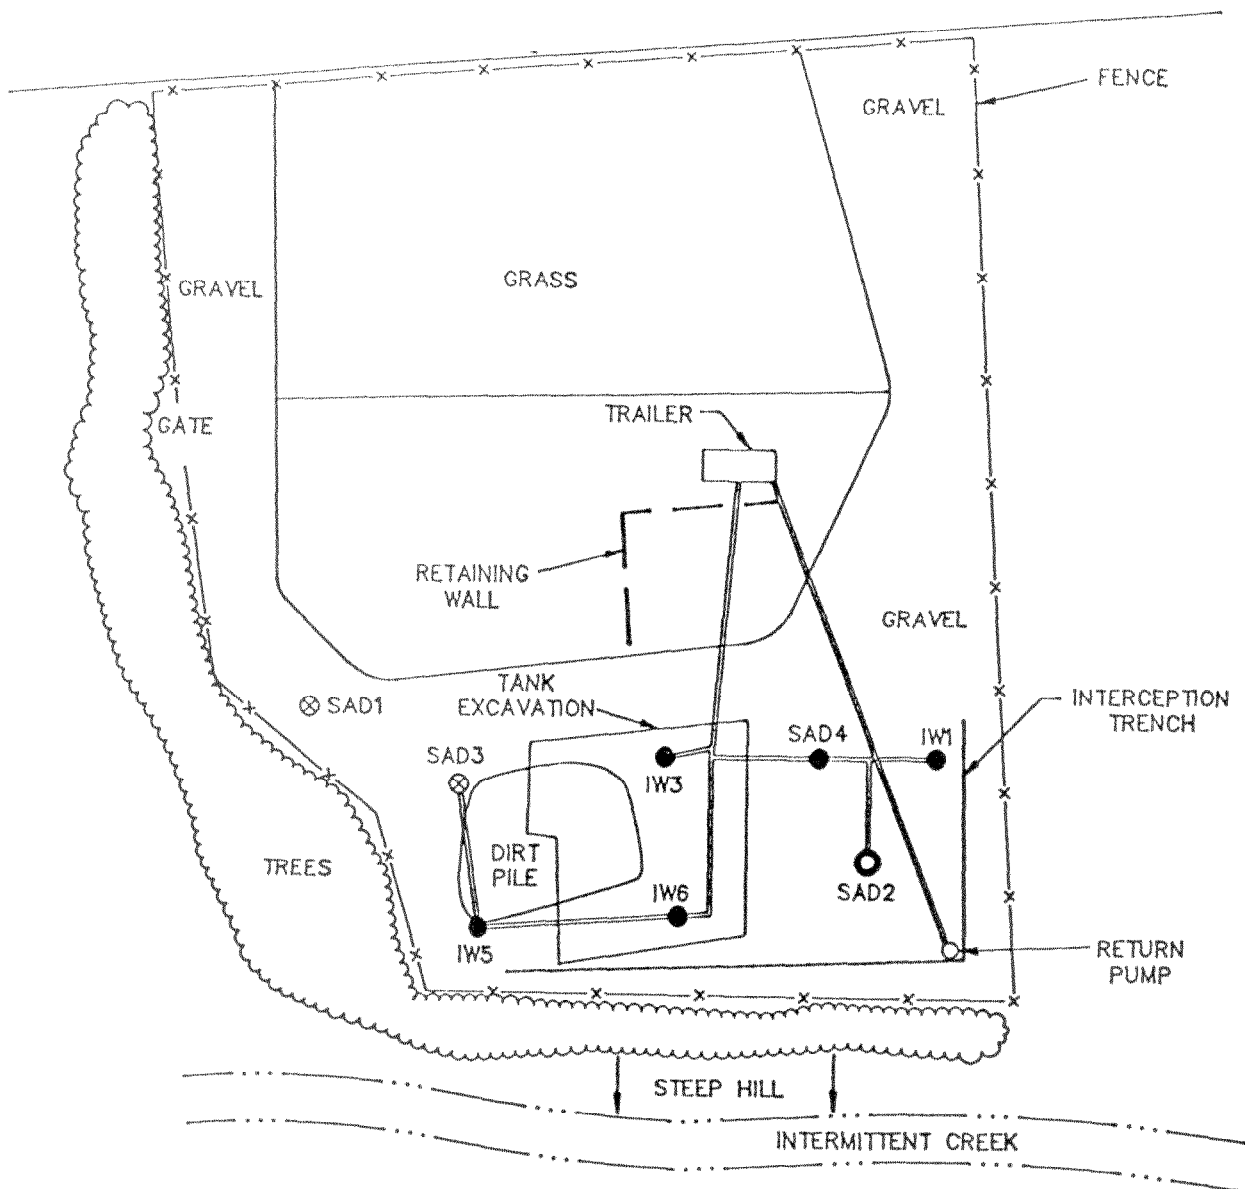 FENCE
GRAVEL
GRASS
GRAVEL
TRAILER
GATE
RETAINING
WALL
GRAVEL
TANK
EXCAVATION
INTERCEPTION
TRENCH
SAD1
SAD4
IW1
SAD3
IW3
DIRT
PILE
TREES
IW6
SAD2
IW5
RETURN
PUMP
STEEP HILL
INTERMITTENT CREEK